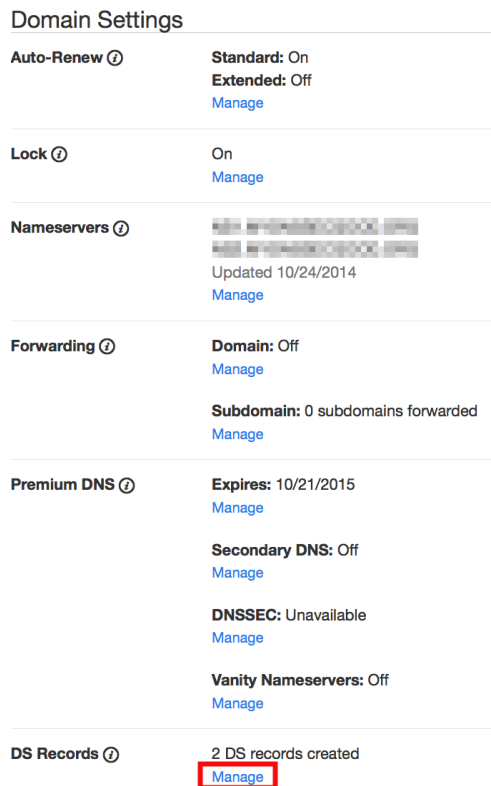 Domain Settings
Auto-Renew Standard: On
Extended: Off
Manage
Lock On
Manage
Nameservers
Updated 10/24/2014
Manage
Forwarding Domain: Off
Manage
Subdomain: 0 subdomains forwarded
Manage
Premium DNS Expires: 10/21/2015
Manage
Secondary DNS: Off
Manage
DNSSEC: Unavailable
Manage
Vanity Nameservers: Off
Manage
DS Records 2 DS records created
Manage